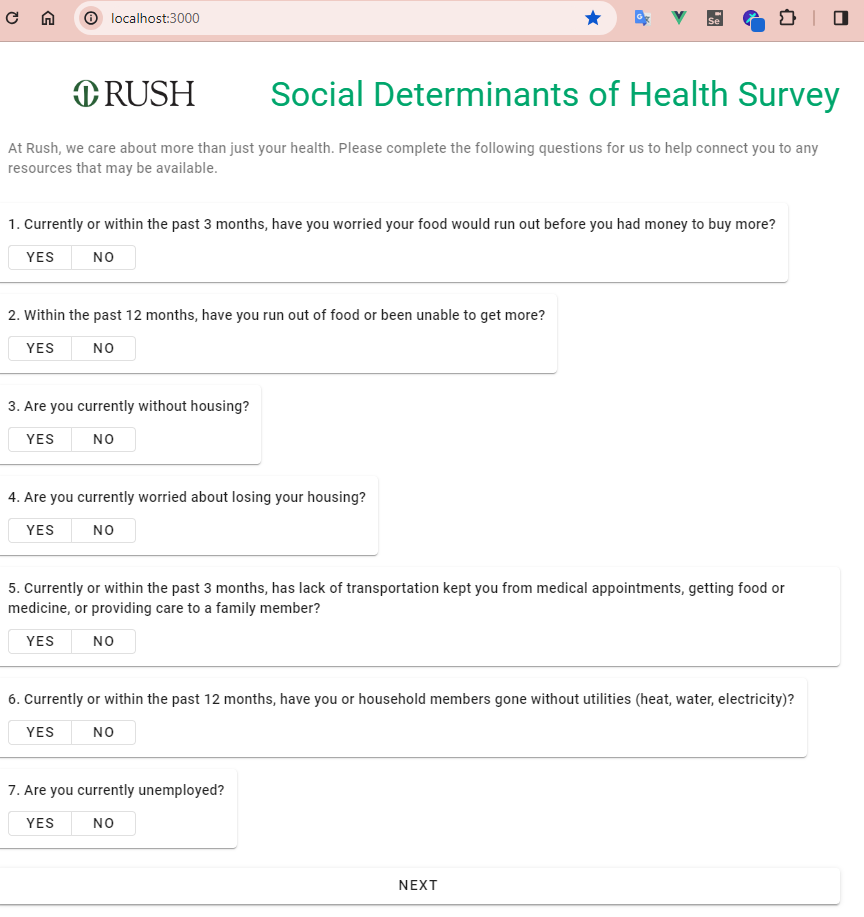 localhost:3000
Se
RUSH
Social Determinants of Health Survey
At Rush, we care about more than just your health. Please complete the following questions for us to help connect you to any
resources that may be available.
1. Currently or within the past 3 months, have you worried your food would run out before you had money to buy more?
YES NO
2. Within the past 12 months, have you run out of food or been unable to get more?
YES NO
3. Are you currently without housing?
YES NO
4. Are you currently worried about losing your housing?
YES NO
5. Currently or within the past 3 months, has lack of transportation kept you from medical appointments, getting food or
medicine, or providing care to a family member?
YES NO
6. Currently or within the past 12 months, have you or household members gone without utilities (heat, water, electricity)?
YES NO
7. Are you currently unemployed?
YES NO
NEXT